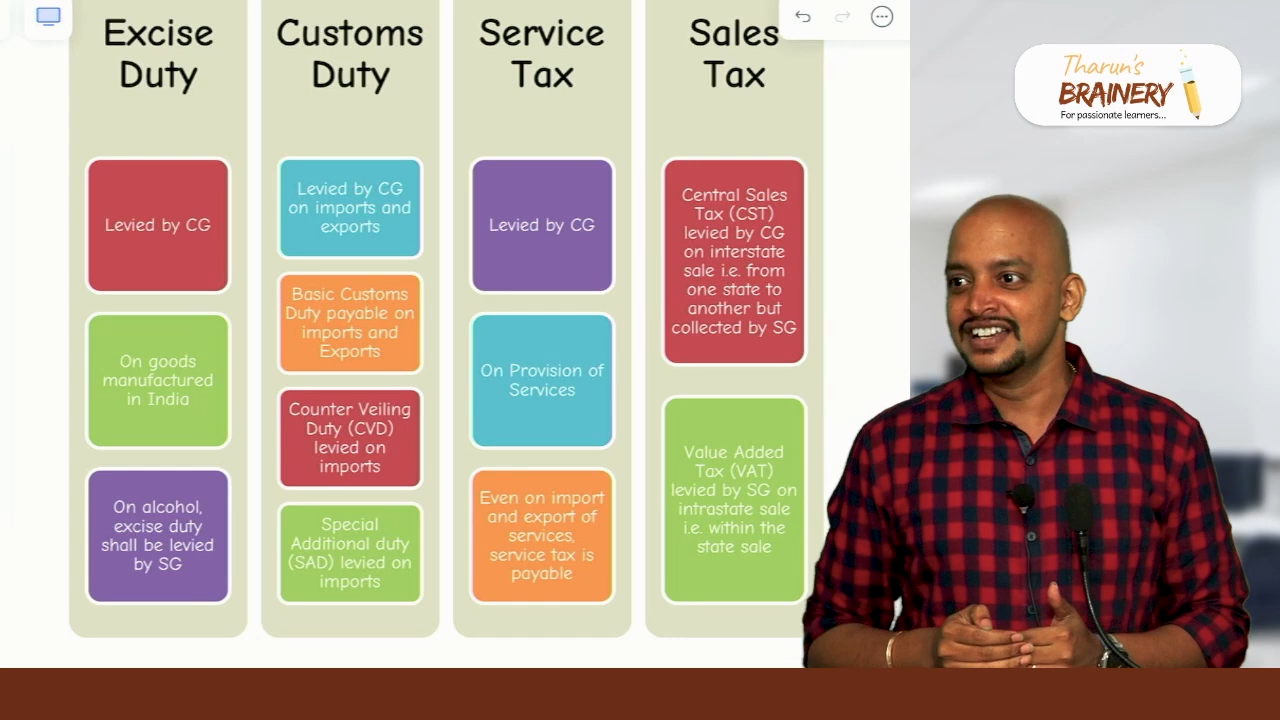 Excise
Duty
Levied by CG
On goods
manufactured
in India
On alcohol,
excise duty
shall be levied
by SG
Customs
Duty
Levied by CG
on imports and
exports
Basic Customs
Duty payable on
imports and
Exports
Counter Veiling
Duty (CVD)
levied on
imports
Special
Additional duty
(SAD) levied on
imports
Service
Tax
Levied by CG
On Provision of
Services
Even on import
and export of
services,
service tax is
payable
Sales
Tax
Central Sales
Tax (CST)
levied by CG
on interstate
sale i.e. from
one state to
another but
collected by SG
Value Added
Tax (VAT)
levied by SG on
intrastate sale
i.e. within the
state sale
Tharun's
BRAINERY
For passionate learners...